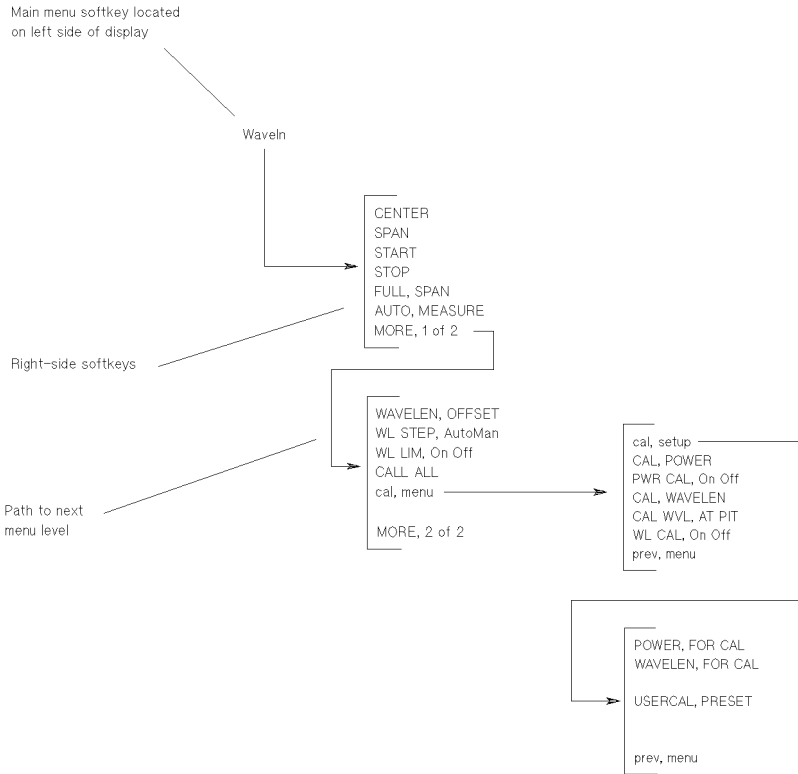 Main menu softkey located
on left side of display
Waveln
CENTER
SPAN
START
STOP
FULL, SPAN
AUTO, MEASURE
MORE, 1 of 2
Right-side softkeys
WAVELEN, OFFSET
WL STEP, AutoMan
WL LIM, On Off
CALL ALL
cal, menu
MORE, 2 of 2
Path to next
menu level
cal, setup
CAL, POWER
PWR CAL, On Off
CAL, WAVELEN
CAL WVL, AT PIT
WL CAL, On Off
prev, menu
POWER, FOR CAL
WAVELEN, FOR CAL
USERCAL, PRESET
prev, menu